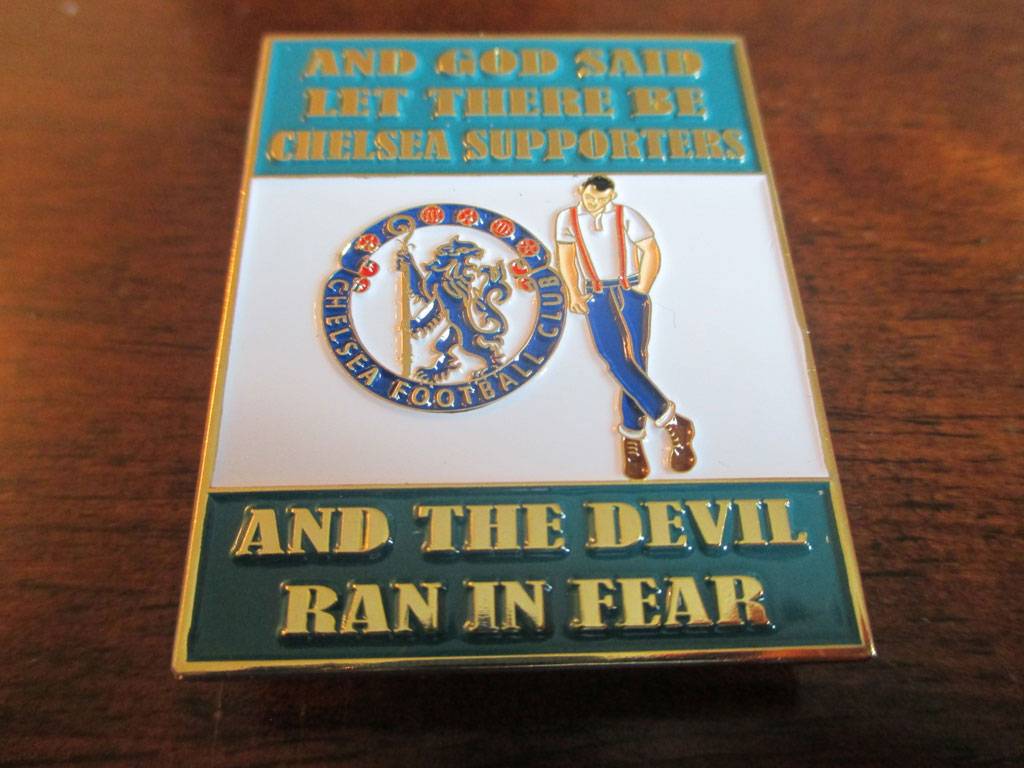 AND GOD SAID
LET THERE BE
CHELSEA SUPPORTERS
CHELSEA FOOTBALL CLUB
AND THE DEVIL
RAN IN FEAR